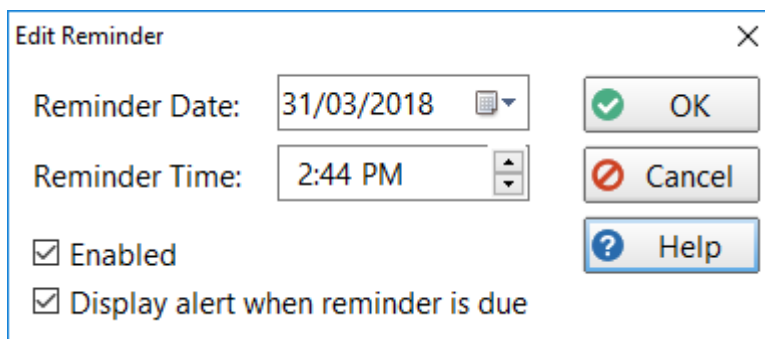 Edit Reminder
Reminder Date: 31/03/2018 OK
Reminder Time: 2:44 PM Cancel
Enabled Help
Display alert when reminder is due